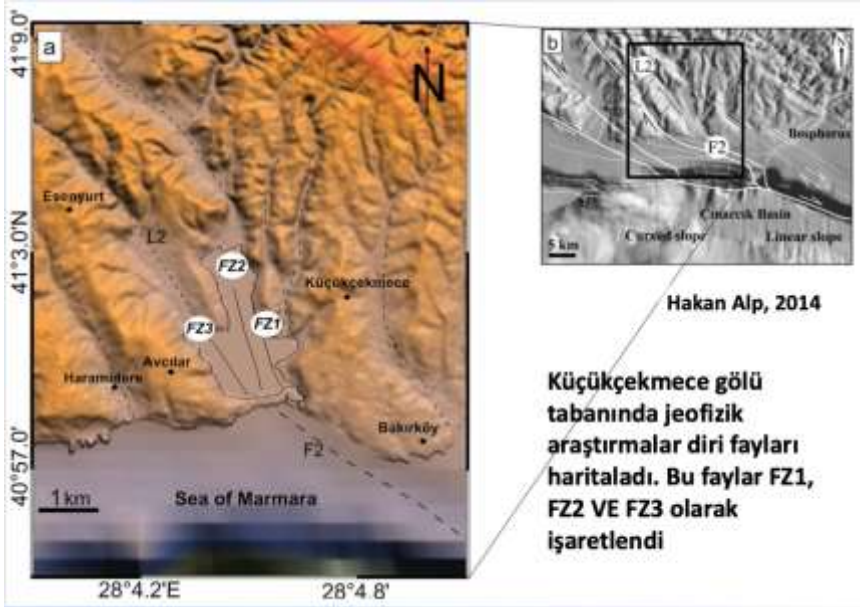 a
N
41°9.0'
41°3.0'N
40°57.0'
28°4.2'E
28°4.8'
Esenyurt
L2
FZ2
FZ3
FZ1
Küçükçekmece
Avcılar
Haramidere
Bakırköy
F2
Sea of Marmara
1 km
b
L2
F2
Bosphorus
Çınarcık Basin
Curved slope
Linear slope
5 km
Hakan Alp, 2014
Küçükçekmece gölü
tabanında jeofizik
araştırmalar diri fayları
haritaladı. Bu faylar FZ1,
FZ2 VE FZ3 olarak
işaretlendi